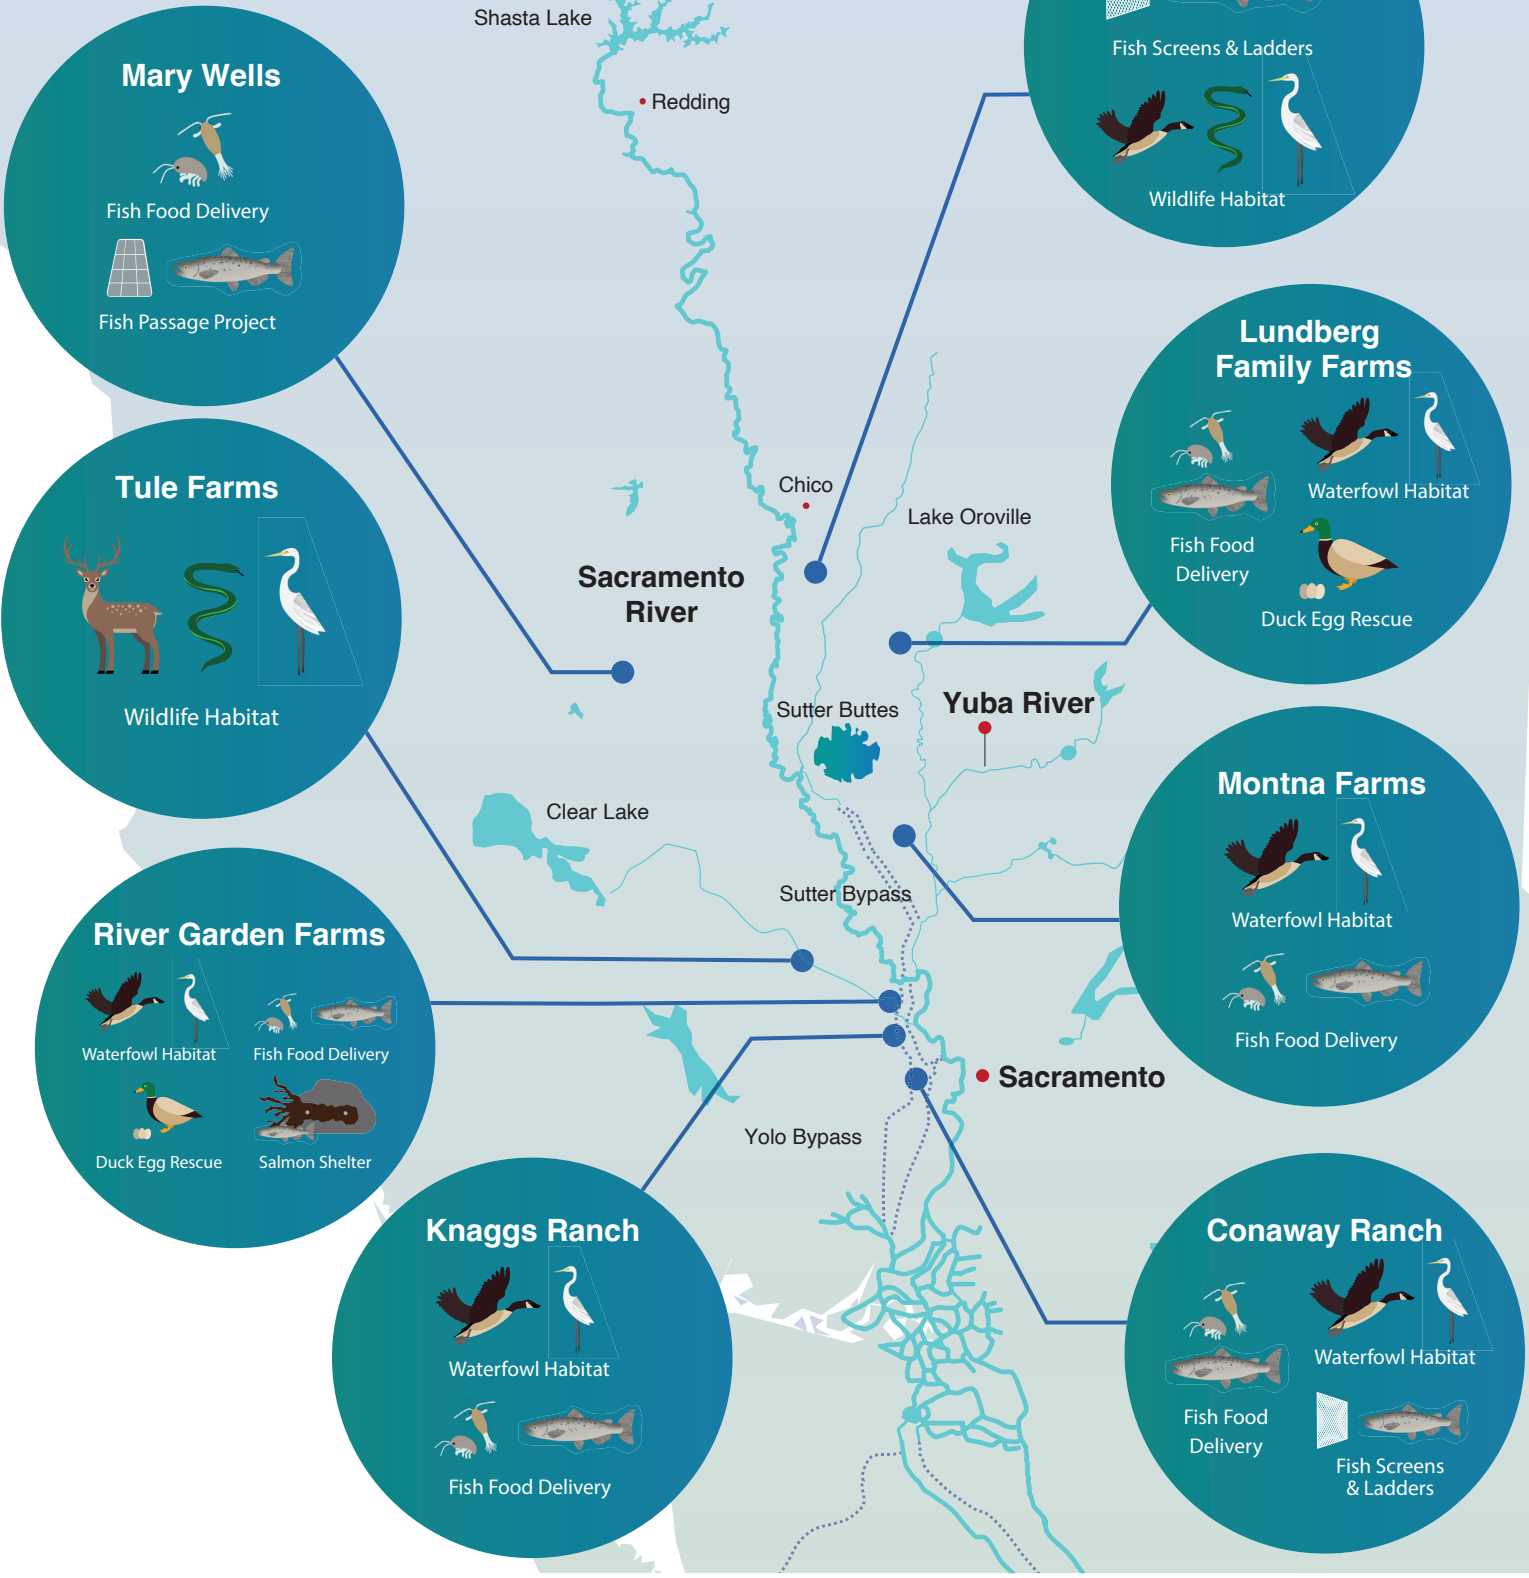 Shasta Lake
Redding
Fish Screens & Ladders
Wildlife Habitat
Mary Wells
Fish Food Delivery
Fish Passage Project
Lundberg
Family Farms
Waterfowl Habitat
Fish Food
Delivery
Duck Egg Rescue
Tule Farms
Wildlife Habitat
Chico
Lake Oroville
Sacramento
River
Sutter Buttes
Yuba River
Clear Lake
Sutter Bypass
Montna Farms
Waterfowl Habitat
Fish Food Delivery
River Garden Farms
Waterfowl Habitat
Fish Food Delivery
Duck Egg Rescue
Salmon Shelter
Sacramento
Yolo Bypass
Knaggs Ranch
Waterfowl Habitat
Fish Food Delivery
Conaway Ranch
Waterfowl Habitat
Fish Food
Delivery
Fish Screens
& Ladders